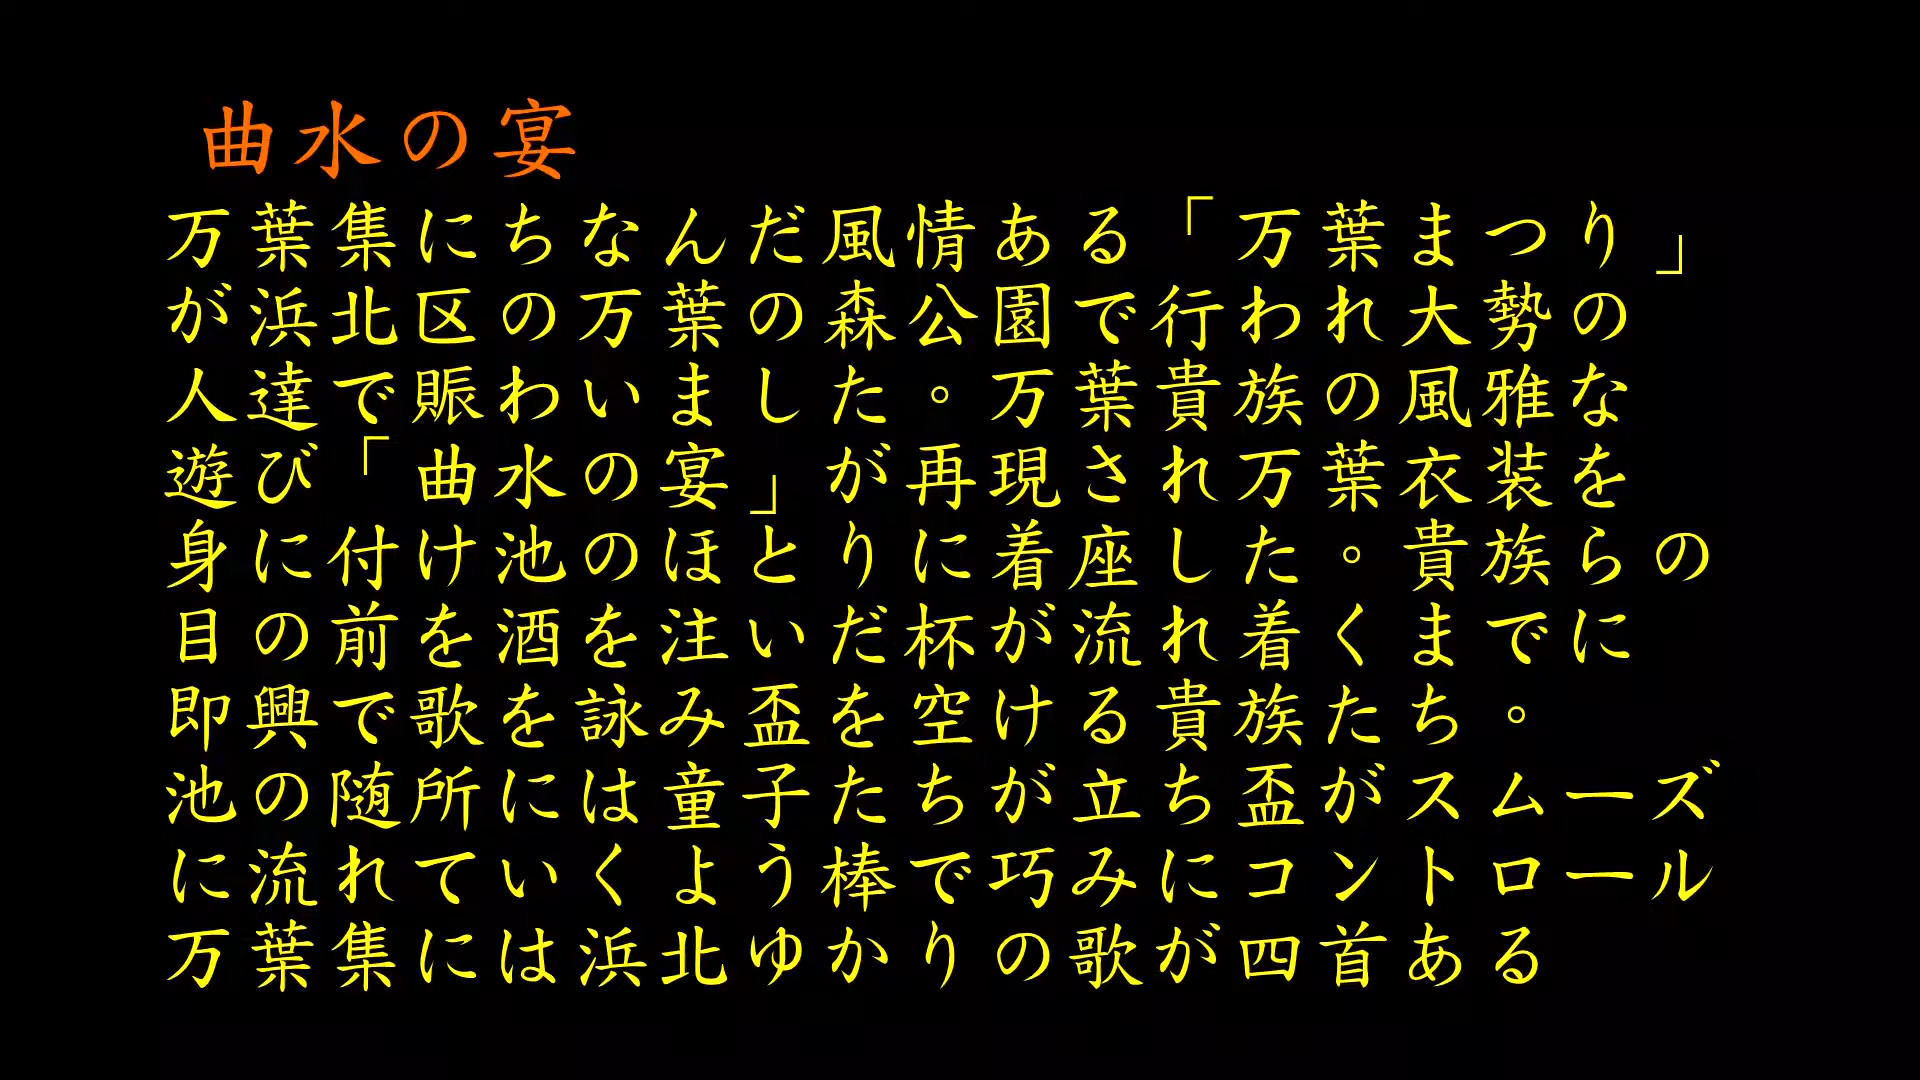 曲水の宴
万葉集にちなんだ風情ある「万葉まつり」
が浜北区の万葉の森公園で行われ大勢の
人達で賑わいました。万葉貴族の風雅な
遊び「曲水の宴」が再現され万葉衣装を
身に付け池のほとりに着座した。貴族らの
目の前を酒を注いだ杯が流れ着くまでに
即興で歌を詠み盃を空ける貴族たち。
池の随所には童子たちが立ち盃がスムーズ
に流れていくよう棒で巧みにコントロール
万葉集には浜北ゆかりの歌が四首ある